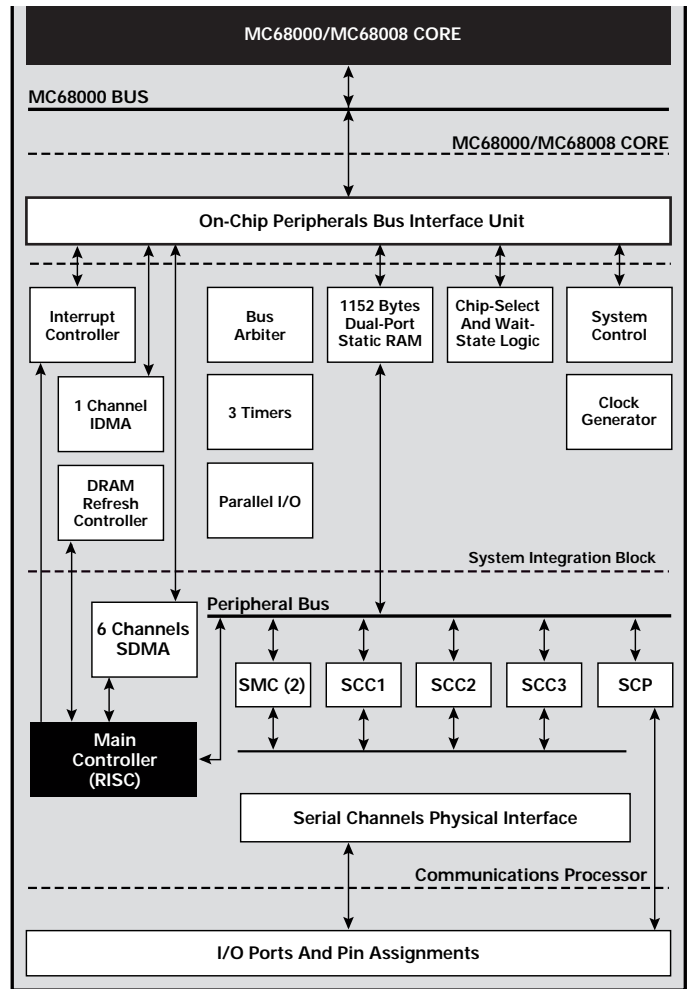 MC68000/MC68008 CORE
MC68000 BUS
MC68000/MC68008 CORE
On-Chip Peripherals Bus Interface Unit
Interrupt
Controller
Bus
Arbiter
1152 Bytes
Dual-Port
Static RAM
Chip-Select
And Wait-
State Logic
System
Control
1 Channel
IDMA
3 Timers
Clock
Generator
DRAM
Refresh
Controller
Parallel I/O
System Integration Block
6 Channels
SDMA
Peripheral Bus
SMC (2)
SCC1
SCC2
SCC3
SCP
Main
Controller
(RISC)
Serial Channels Physical Interface
Communications Processor
I/O Ports And Pin Assignments